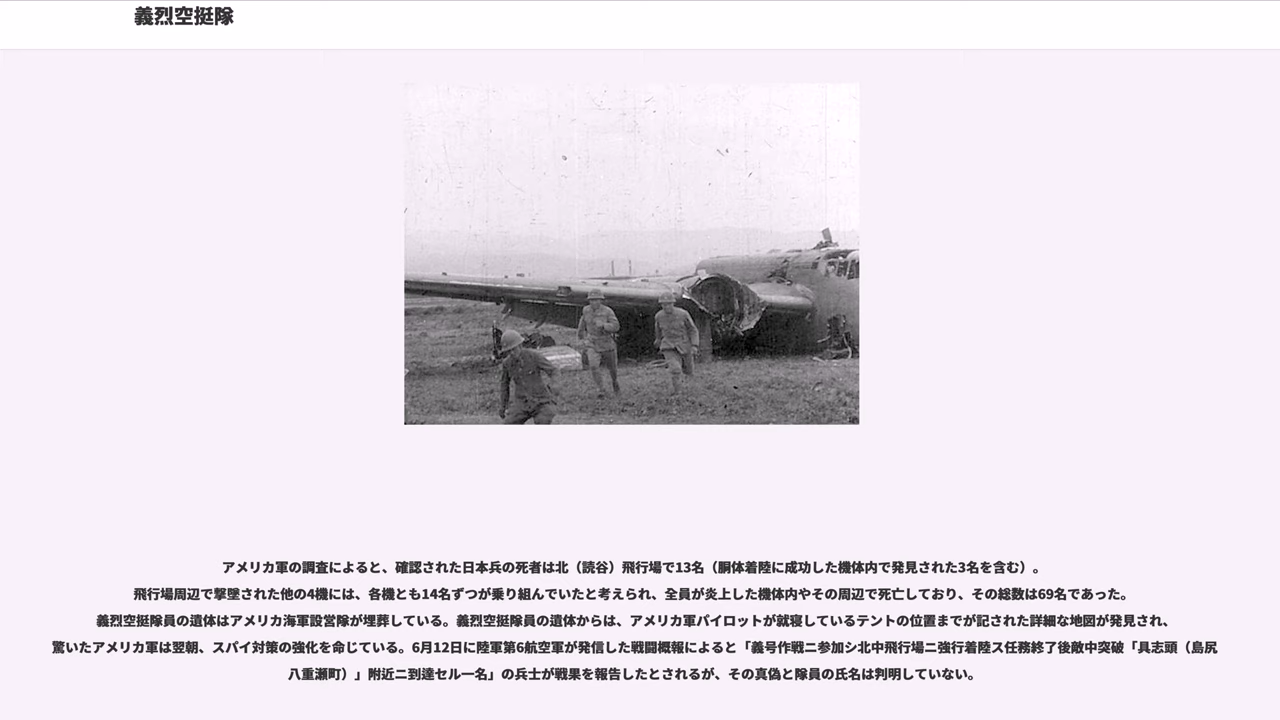 義烈空挺隊
アメリカ軍の調査によると、確認された日本兵の死者は北（読谷）飛行場で13名（胴体着陸に成功した機体内で発見された3名を含む）。
飛行場周辺で撃墜された他の4機には、各機とも14名ずつが乗り組んでいたと考えられ、全員が炎上した機体内やその周辺で死亡しており、その総数は69名であった。
義烈空挺隊員の遺体はアメリカ海軍設営隊が埋葬している。義烈空挺隊員の遺体からは、アメリカ軍パイロットが就寝しているテントの位置までが記された詳細な地図が発見され、
驚いたアメリカ軍は翌朝、スパイ対策の強化を命じている。6月12日に陸軍第6航空軍が発信した戦闘概報によると「義号作戦ニ参加シ北中飛行場ニ強行着陸ス任務終了後敵中突破「具志頭（島尻
八重瀬町）」附近ニ到達セル一名」の兵士が戦果を報告したとされるが、その真偽と隊員の氏名は判明していない。